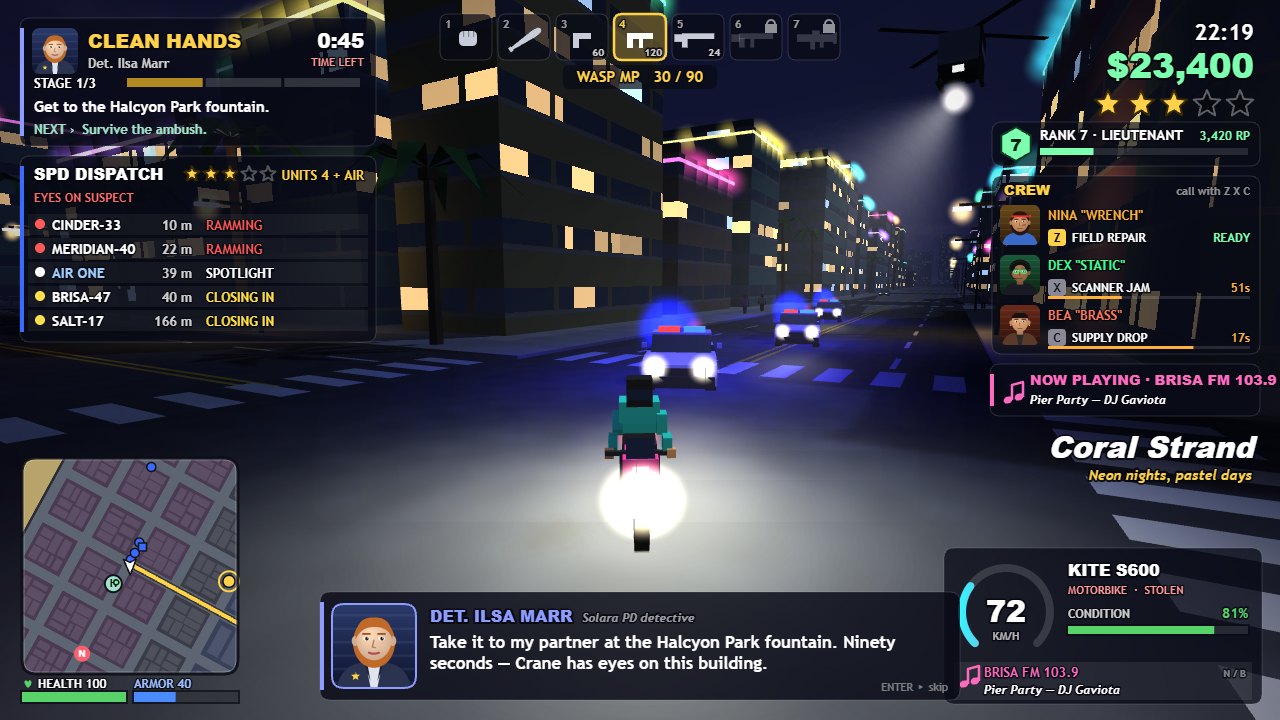 CLEAN HANDS
Det. Ilsa Marr
0:45
TIME LEFT
STAGE 1/3
Get to the Halcyon Park fountain.
NEXT › Survive the ambush.
SPD DISPATCH
UNITS 4 + AIR
EYES ON SUSPECT
CINDER-33 10 m RAMMING
MERIDIAN-40 22 m RAMMING
AIR ONE 39 m SPOTLIGHT
BRISA-47 40 m CLOSING IN
SALT-17 166 m CLOSING IN
1 2 3 4 5 6 7
60 120 24
WASP MP 30 / 90
22:19
$23,400
7 RANK 7 · LIEUTENANT 3,420 RP
CREW call with Z X C
NINA "WRENCH"
Z FIELD REPAIR READY
DEX "STATIC"
X SCANNER JAM 51s
BEA "BRASS"
C SUPPLY DROP 17s
NOW PLAYING · BRISA FM 103.9
Pier Party — DJ Gaviota
Coral Strand
Neon nights, pastel days
N
HEALTH 100 ARMOR 40
DET. ILSA MARR Solara PD detective
Take it to my partner at the Halcyon Park fountain. Ninety
seconds — Crane has eyes on this building.
ENTER ▸ skip
KITE S600
MOTORBIKE · STOLEN
72
KM/H
CONDITION 81%
BRISA FM 103.9 N / B
Pier Party — DJ Gaviota